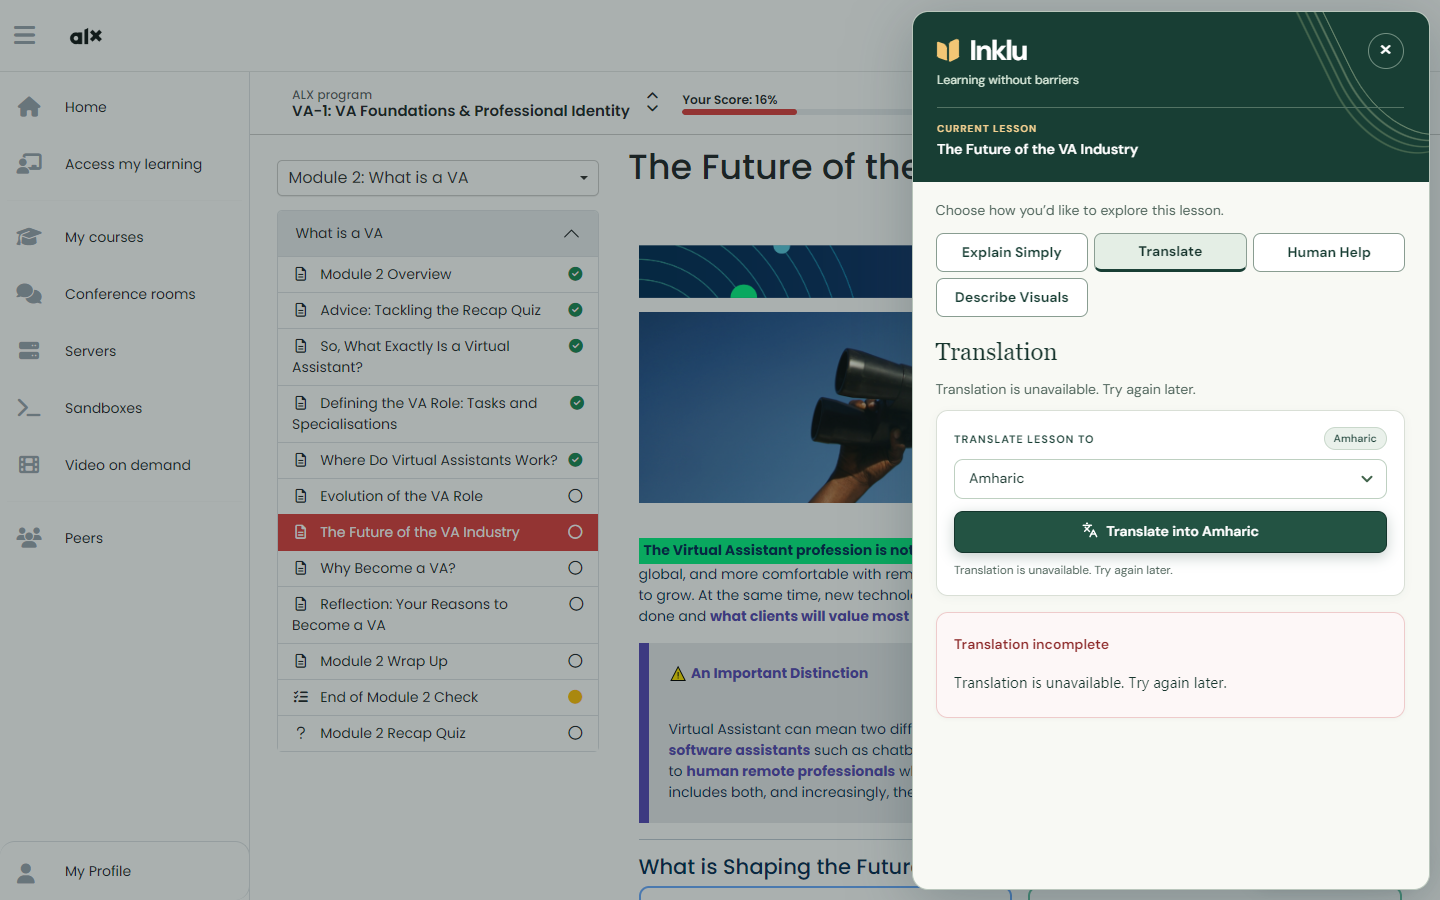 alx
Home
Access my learning
My courses
Conference rooms
Servers
Sandboxes
Video on demand
Peers
My Profile
ALX program
VA-1: VA Foundations & Professional Identity
Your Score: 16%
Module 2: What is a VA
What is a VA
Module 2 Overview
Advice: Tackling the Recap Quiz
So, What Exactly Is a Virtual
Assistant?
Defining the VA Role: Tasks and
Specialisations
Where Do Virtual Assistants Work?
Evolution of the VA Role
The Future of the VA Industry
Why Become a VA?
Reflection: Your Reasons to
Become a VA
Module 2 Wrap Up
End of Module 2 Check
? Module 2 Recap Quiz
The Future of the
The Virtual Assistant profession is not
global, and more comfortable with rem
to grow. At the same time, new technol
done and what clients will value most
An Important Distinction
Virtual Assistant can mean two diff
software assistants such as chatb
to human remote professionals w
includes both, and increasingly, the
What is Shaping the Futur
Inklu
Learning without barriers
CURRENT LESSON
The Future of the VA Industry
Choose how you'd like to explore this lesson.
Explain Simply
Translate
Human Help
Describe Visuals
Translation
Translation is unavailable. Try again later.
TRANSLATE LESSON TO
Amharic
Amharic
Translate into Amharic
Translation is unavailable. Try again later.
Translation incomplete
Translation is unavailable. Try again later.